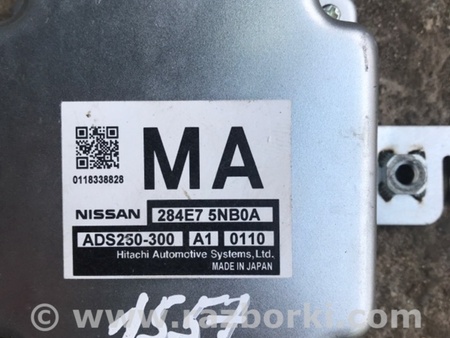 MA
0118338828
NISSAN 284E7 5NB0A
ADS250-300 A1 0110
Hitachi Automotive Systems,Ltd.
MADE IN JAPAN
1557
© www.razborki.com